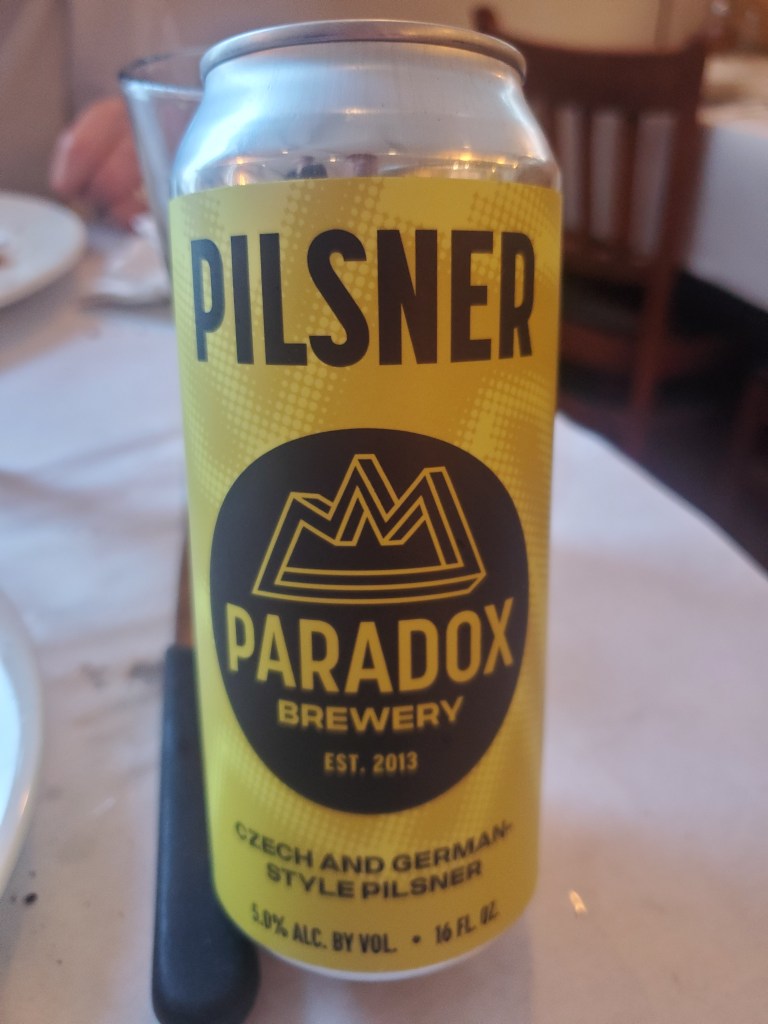 PILSNER
PARADOX
BREWERY
EST. 2013
CZECH AND GERMAN-
STYLE PILSNER
5.0% ALC. BY VOL. • 16 FL. OZ.